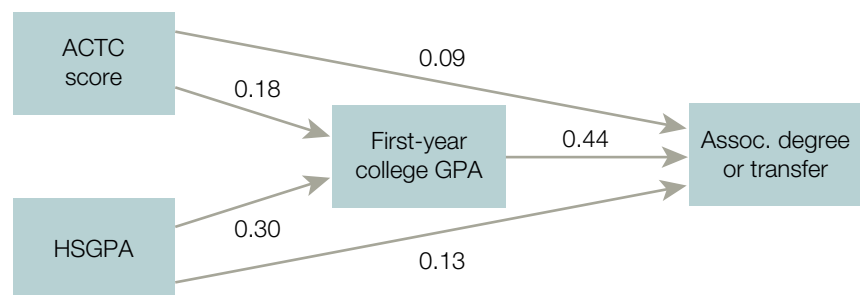 ACTC
score
0.09
0.18
First-year
college GPA
0.44
Assoc. degree
or transfer
HSGPA
0.30
0.13